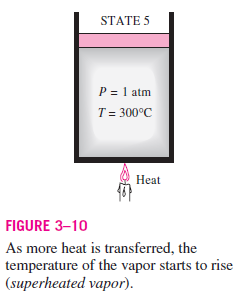 STATE 5
P = 1 atm
T = 300°C
Heat
FIGURE 3–10
As more heat is transferred, the
temperature of the vapor starts to rise
(superheated vapor).